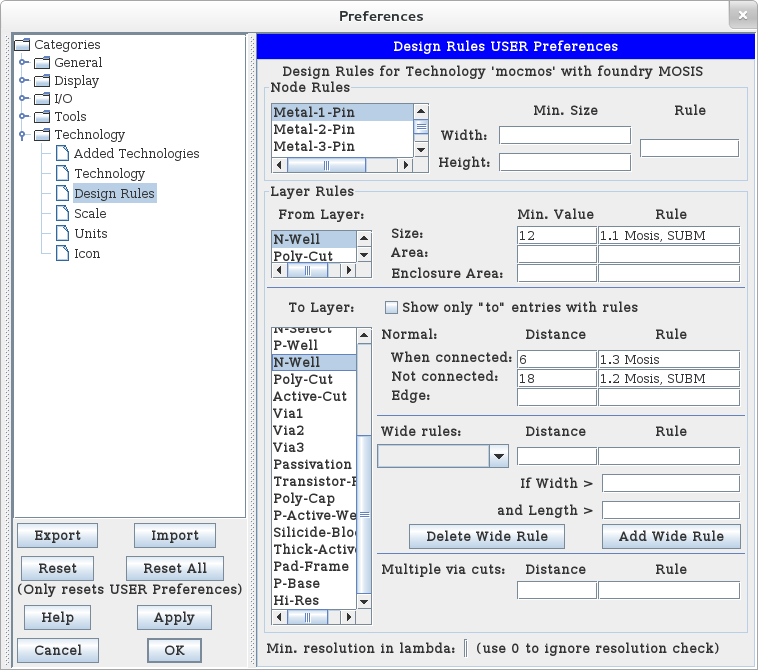 Preferences
Categories
General
Display
I/O
Tools
Technology
Added Technologies
Technology
Design Rules
Scale
Units
Icon
Export
Import
Reset
Reset All
(Only resets USER Preferences)
Help
Apply
Cancel
OK
Design Rules USER Preferences
Design Rules for Technology 'mocmos' with foundry MOSIS
Node Rules
Metal-1-Pin
Metal-2-Pin
Metal-3-Pin
Min. Size
Rule
Width:
Height:
Layer Rules
From Layer:
Min. Value
Rule
N-Well
Poly-Cut
Size:
12
1.1 Mosis, SUBM
Area:
Enclosure Area:
To Layer:
Show only "to" entries with rules
N-Select
P-Well
N-Well
Poly-Cut
Active-Cut
Via1
Via2
Via3
Passivation
Transistor-
Poly-Cap
P-Active-We
Silicide-Blo
Thick-Activ
Pad-Frame
P-Base
Hi-Res
Normal:
Distance
Rule
When connected:
6
1.3 Mosis
Not connected:
18
1.2 Mosis, SUBM
Edge:
Wide rules:
Distance
Rule
If Width >
and Length >
Delete Wide Rule
Add Wide Rule
Multiple via cuts:
Distance
Rule
Min. resolution in lambda:
(use 0 to ignore resolution check)